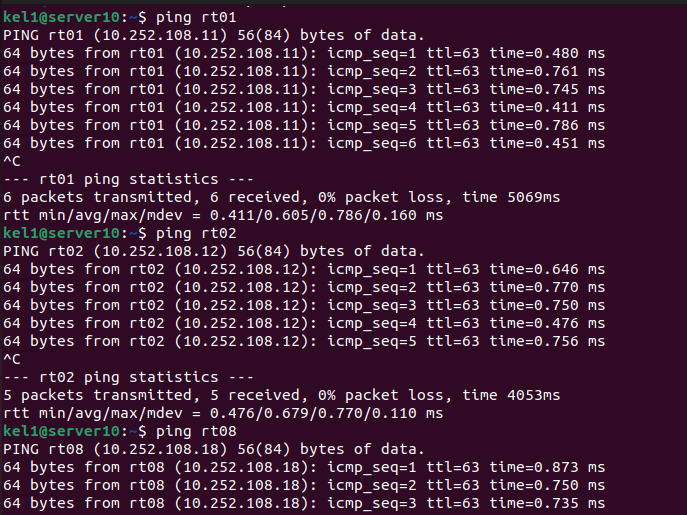 kel1@server10:~$ ping rt01
PING rt01 (10.252.108.11) 56(84) bytes of data.
64 bytes from rt01 (10.252.108.11): icmp_seq=1 ttl=63 time=0.480 ms
64 bytes from rt01 (10.252.108.11): icmp_seq=2 ttl=63 time=0.761 ms
64 bytes from rt01 (10.252.108.11): icmp_seq=3 ttl=63 time=0.745 ms
64 bytes from rt01 (10.252.108.11): icmp_seq=4 ttl=63 time=0.411 ms
64 bytes from rt01 (10.252.108.11): icmp_seq=5 ttl=63 time=0.786 ms
64 bytes from rt01 (10.252.108.11): icmp_seq=6 ttl=63 time=0.451 ms
^C
--- rt01 ping statistics ---
6 packets transmitted, 6 received, 0% packet loss, time 5069ms
rtt min/avg/max/mdev = 0.411/0.605/0.786/0.160 ms
kel1@server10:~$ ping rt02
PING rt02 (10.252.108.12) 56(84) bytes of data.
64 bytes from rt02 (10.252.108.12): icmp_seq=1 ttl=63 time=0.646 ms
64 bytes from rt02 (10.252.108.12): icmp_seq=2 ttl=63 time=0.770 ms
64 bytes from rt02 (10.252.108.12): icmp_seq=3 ttl=63 time=0.750 ms
64 bytes from rt02 (10.252.108.12): icmp_seq=4 ttl=63 time=0.476 ms
64 bytes from rt02 (10.252.108.12): icmp_seq=5 ttl=63 time=0.756 ms
^C
--- rt02 ping statistics ---
5 packets transmitted, 5 received, 0% packet loss, time 4053ms
rtt min/avg/max/mdev = 0.476/0.679/0.770/0.110 ms
kel1@server10:~$ ping rt08
PING rt08 (10.252.108.18) 56(84) bytes of data.
64 bytes from rt08 (10.252.108.18): icmp_seq=1 ttl=63 time=0.873 ms
64 bytes from rt08 (10.252.108.18): icmp_seq=2 ttl=63 time=0.750 ms
64 bytes from rt08 (10.252.108.18): icmp_seq=3 ttl=63 time=0.735 ms